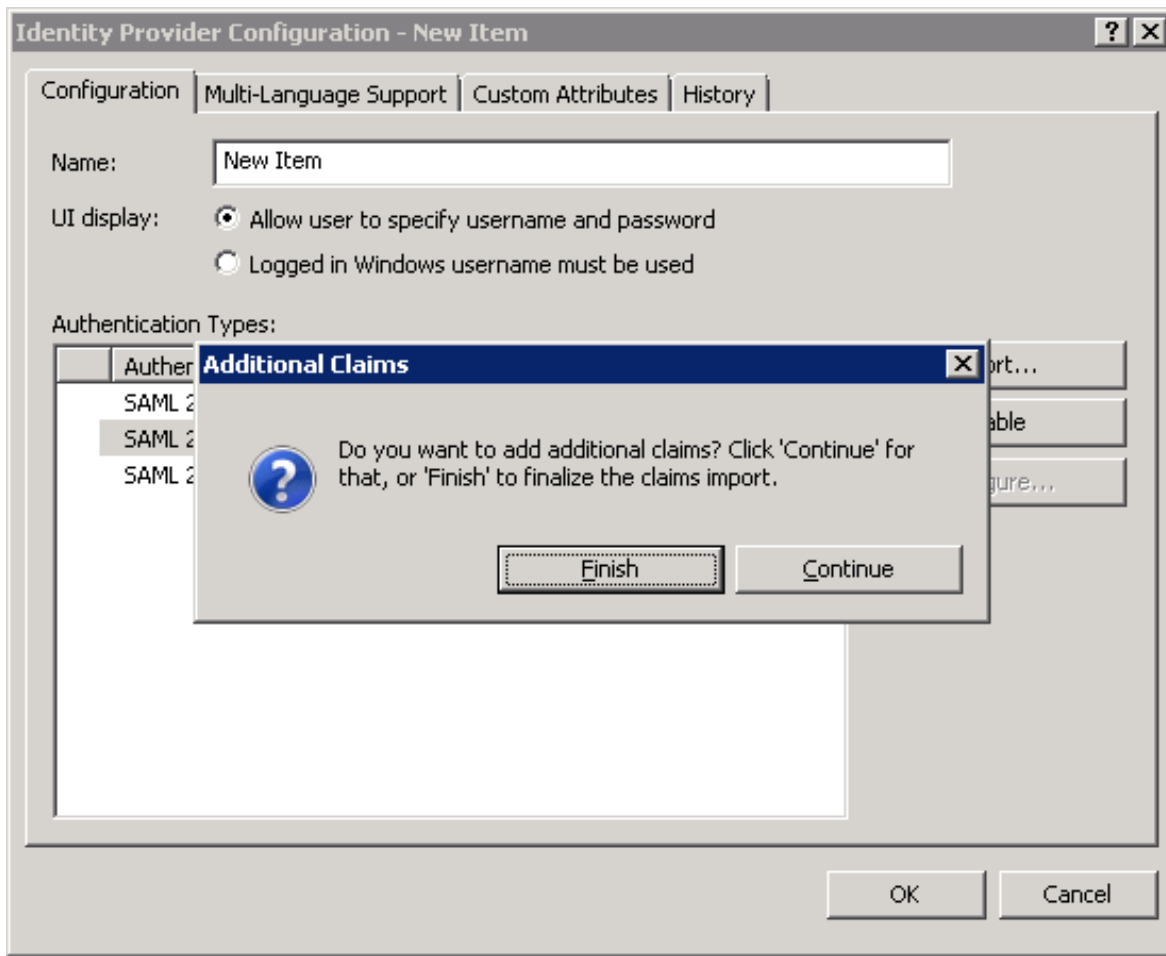 Identity Provider Configuration - New Item
Configuration Multi-Language Support Custom Attributes History
Name: New Item
UI display: Allow user to specify username and password
Logged in Windows username must be used
Authentication Types:
Additional Claims
SAML
SAML
SAML
Do you want to add additional claims? Click 'Continue' for
that, or 'Finish' to finalize the claims import.
Finish Continue
OK Cancel